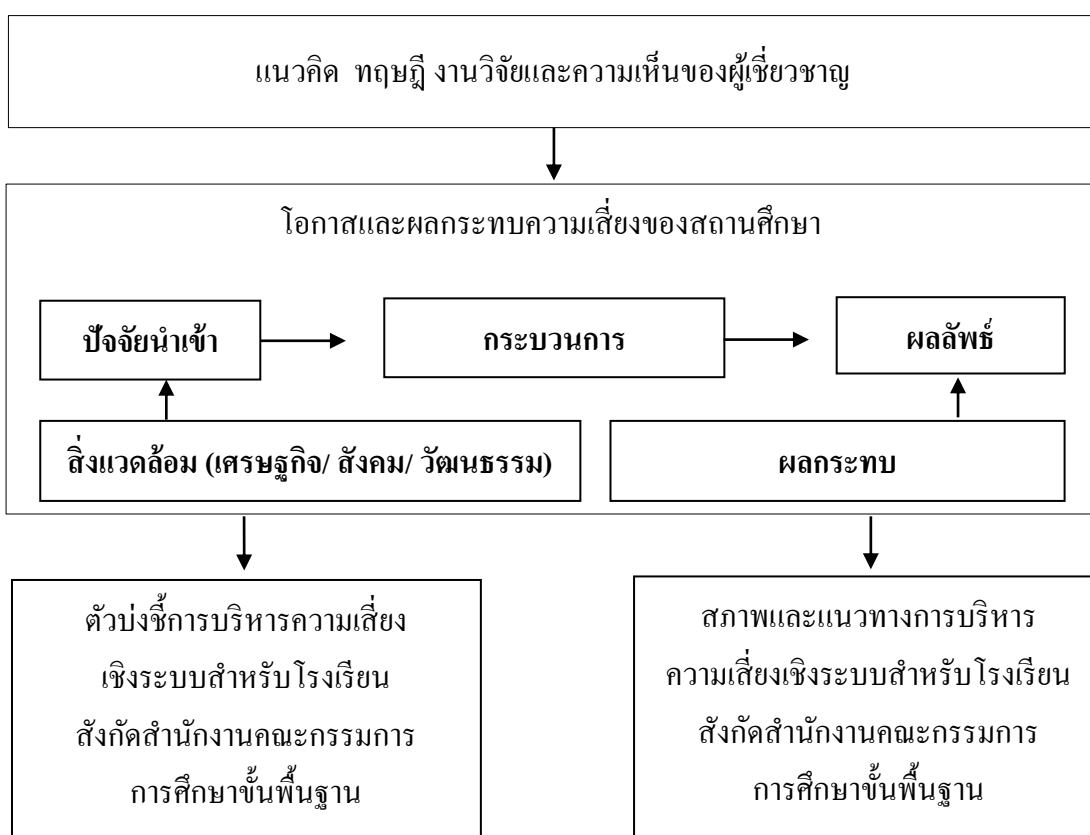 แนวคิด ทฤษฎี งานวิจัยและความเห็นของผู้เชี่ยวชาญ
โอกาสและผลกระทบความเสี่ยงของสถานศึกษา
ปัจจัยนำเข้า
กระบวนการ
ผลลัพธ์
สิ่งแวดล้อม (เศรษฐกิจ/ สังคม/ วัฒนธรรม)
ผลกระทบ
ตัวบ่งชี้การบริหารความเสี่ยง
เชิงระบบสำหรับโรงเรียน
สังกัดสำนักงานคณะกรรมการ
การศึกษาขั้นพื้นฐาน
สภาพและแนวทางการบริหาร
ความเสี่ยงเชิงระบบสำหรับโรงเรียน
สังกัดสำนักงานคณะกรรมการ
การศึกษาขั้นพื้นฐาน